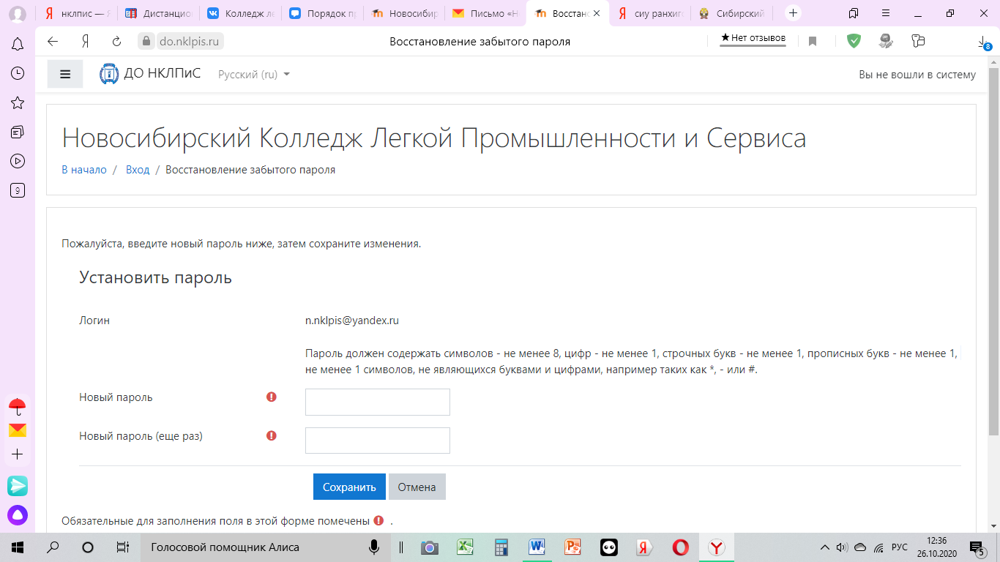 нклпис — Я
Дистанцион
Колледж ле
Порядок пр
Новосибир
Письмо «Н
Восстан
сиу ранхиг
Сибирский
do.nklpis.ru
Восстановление забытого пароля
★ Нет отзывов
8
ДО НКЛПиС
Русский (ru)
Вы не вошли в систему
Новосибирский Колледж Легкой Промышленности и Сервиса
В начало / Вход / Восстановление забытого пароля
9
Пожалуйста, введите новый пароль ниже, затем сохраните изменения.
Установить пароль
Логин
n.nklpis@yandex.ru
Пароль должен содержать символов - не менее 8, цифр - не менее 1, строчных букв - не менее 1, прописных букв - не менее 1,
не менее 1 символов, не являющихся буквами и цифрами, например таких как *, - или #.
Новый пароль
Новый пароль (еще раз)
Сохранить
Отмена
Обязательные для заполнения поля в этой форме помечены .
Голосовой помощник Алиса
РУС
12:36
26.10.2020
5